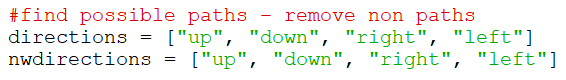 #find possible paths - remove non paths
directions = ["up", "down", "right", "left"]
nwdirections = ["up", "down", "right", "left"]